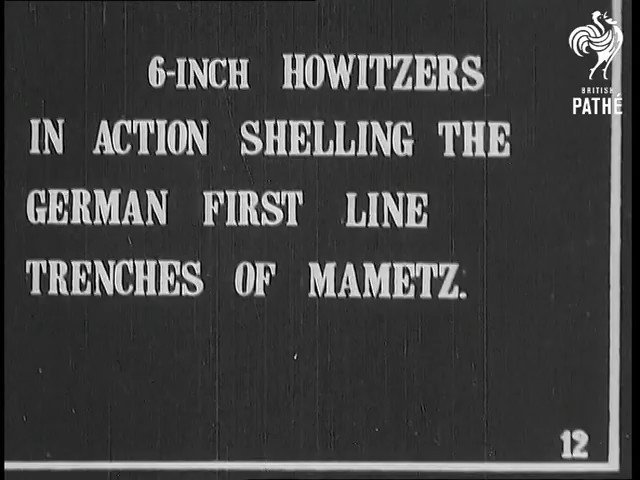 BRITISH
PATHÉ
6-INCH HOWITZERS
IN ACTION SHELLING THE
GERMAN FIRST LINE
TRENCHES OF MAMETZ.
12